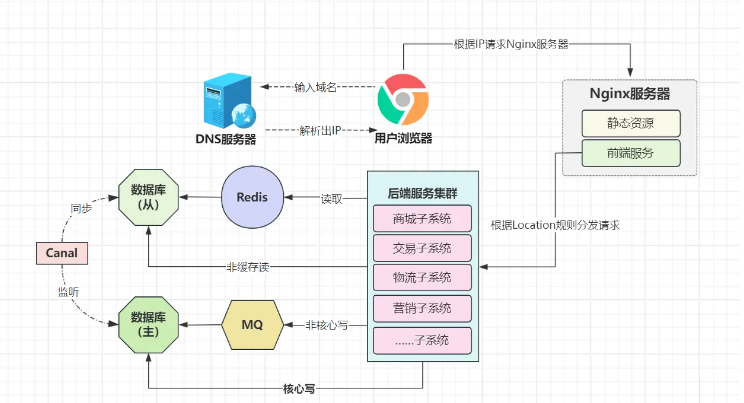 根据IP请求Nginx服务器
输入域名
DNS服务器
解析出IP
用户浏览器
Nginx服务器
静态资源
前端服务
数据库
（从）
Redis
读取
后端服务集群
商城子系统
交易子系统
物流子系统
营销子系统
……子系统
根据Location规则分发请求
同步
Canal
监听
非缓存读
数据库
（主）
MQ
非核心写
核心写